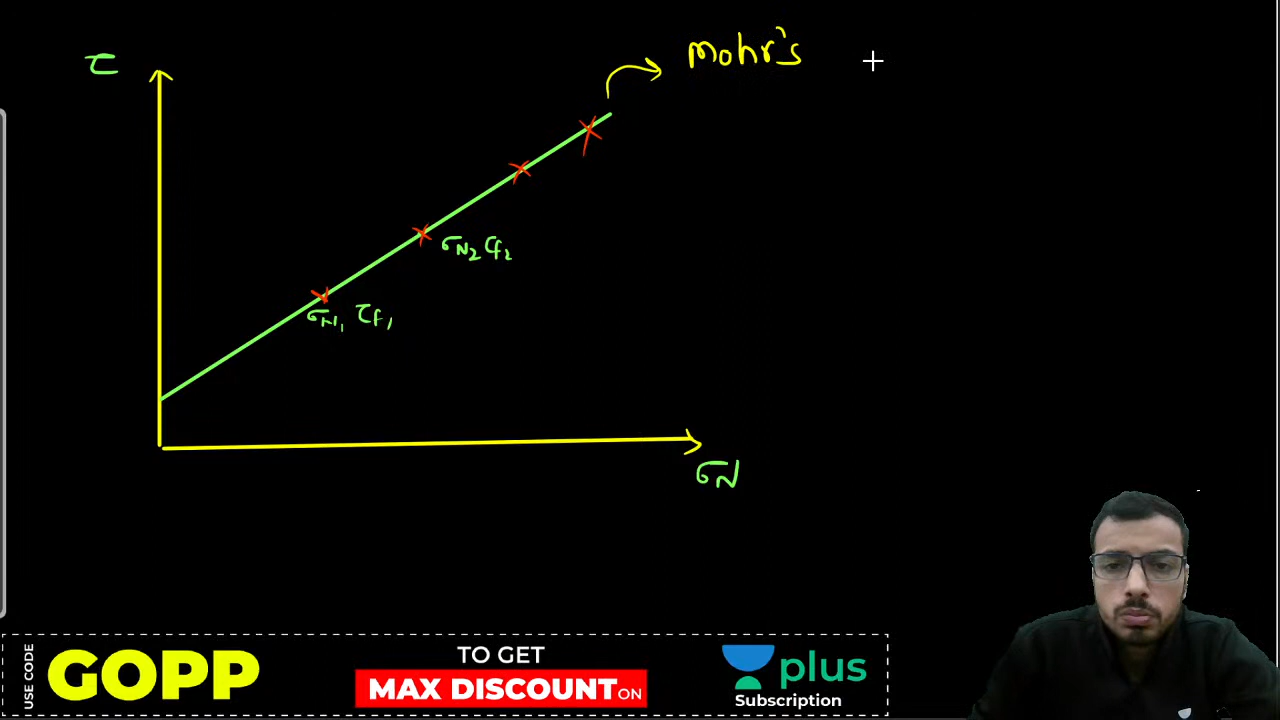 τ
Mohr's
σN2 τf2
σN1, τf1
σN
USE CODE
GOPP
TO GET
MAX DISCOUNT ON
plus
Subscription